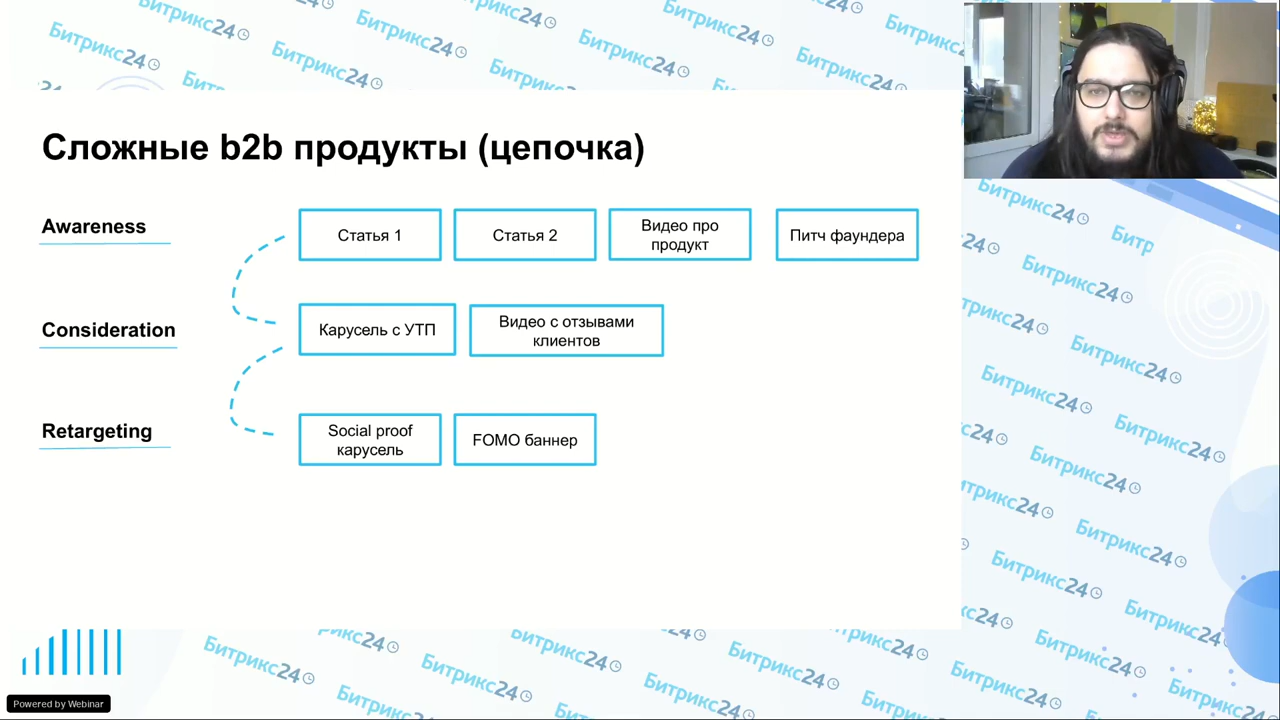 Сложные b2b продукты (цепочка)
Awareness
Статья 1
Статья 2
Видео про
продукт
Питч фаундера
Consideration
Карусель с УТП
Видео с отзывами
клиентов
Retargeting
Social proof
карусель
FOMO баннер
Битрикс24
Powered by Webinar